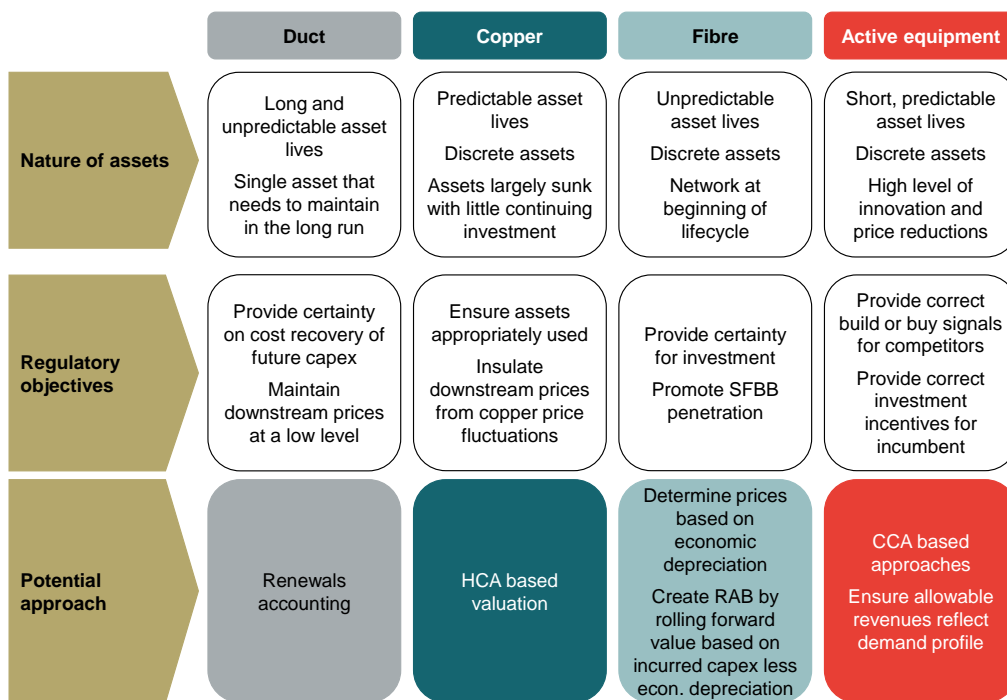 Duct
Copper
Fibre
Active equipment
Nature of assets
Long and
unpredictable asset
lives
Single asset that
needs to maintain
in the long run
Predictable asset
lives
Discrete assets
Assets largely sunk
with little continuing
investment
Unpredictable
asset lives
Discrete assets
Network at
beginning of
lifecycle
Short, predictable
asset lives
Discrete assets
High level of
innovation and
price reductions
Regulatory
objectives
Provide certainty
on cost recovery of
future capex
Maintain
downstream prices
at a low level
Ensure assets
appropriately used
Insulate
downstream prices
from copper price
fluctuations
Provide certainty
for investment
Promote SFBB
penetration
Provide correct
build or buy signals
for competitors
Provide correct
investment
incentives for
incumbent
Potential
approach
Renewals
accounting
HCA based
valuation
Determine prices
based on
economic
depreciation
Create RAB by
rolling forward
value based on
incurred capex less
econ. depreciation
CCA based
approaches
Ensure allowable
revenues reflect
demand profile